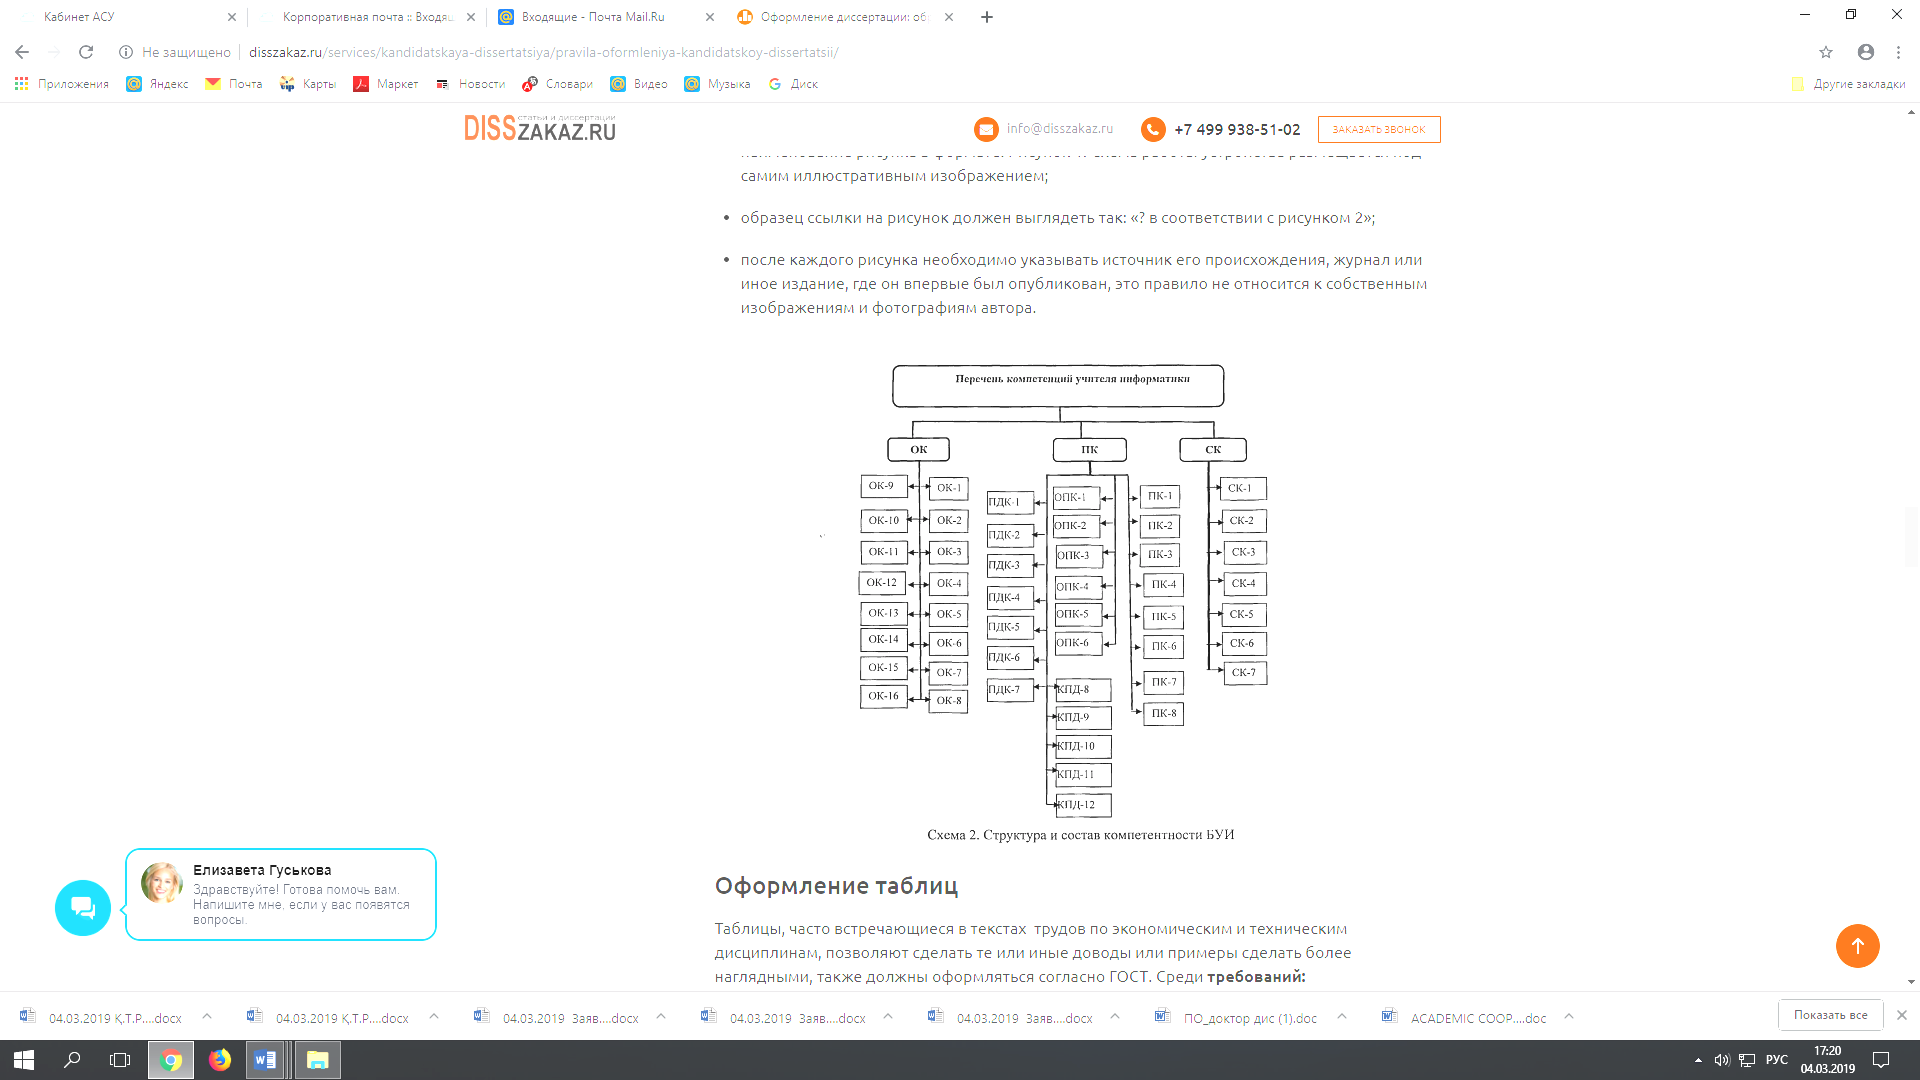 Кабинет АСУ
Корпоративная почта :: Входящ
Входящие - Почта Mail.Ru
Оформление диссертации: об
Не защищено
disszakaz.ru/services/kandidatskaya-dissertatsiya/pravila-oformleniya-kandidatskoy-dissertatsii/
Приложения
Яндекс
Почта
Карты
Маркет
Новости
Словари
Видео
Музыка
Диск
Другие закладки
статьи и диссертации
DISSZAKAZ.RU
info@disszakaz.ru
+7 499 938-51-02
ЗАКАЗАТЬ ЗВОНОК
самим иллюстративным изображением;
• образец ссылки на рисунок должен выглядеть так: «? в соответствии с рисунком 2»;
• после каждого рисунка необходимо указывать источник его происхождения, журнал или
иное издание, где он впервые был опубликован, это правило не относится к собственным
изображениям и фотографиям автора.
Перечень компетенций учителя информатики
ОК
ПК
СК
ОК-9
ОК-10
ОК-11
ОК-12
ОК-13
ОК-14
ОК-15
ОК-16
ОК-1
ОК-2
ОК-3
ОК-4
ОК-5
ОК-6
ОК-7
ОК-8
ПДК-1
ПДК-2
ПДК-3
ПДК-4
ПДК-5
ПДК-6
ПДК-7
ОПК-1
ОПК-2
ОПК-3
ОПК-4
ОПК-5
ОПК-6
КПД-8
КПД-9
КПД-10
КПД-11
КПД-12
ПК-1
ПК-2
ПК-3
ПК-4
ПК-5
ПК-6
ПК-7
ПК-8
СК-1
СК-2
СК-3
СК-4
СК-5
СК-6
СК-7
Схема 2. Структура и состав компетентности БУИ
Оформление таблиц
Таблицы, часто встречающиеся в текстах трудов по экономическим и техническим
дисциплинам, позволяют сделать те или иные доводы или примеры сделать более
наглядными, также должны оформляться согласно ГОСТ. Среди требований:
Елизавета Гуськова
Здравствуйте! Готова помочь вам.
Напишите мне, если у вас появятся
вопросы.
04.03.2019 Қ.Т.Р....docx
04.03.2019 Қ.Т.Р....docx
04.03.2019 Заяв....docx
04.03.2019 Заяв....docx
04.03.2019 Заяв....docx
ПО_доктор дис (1).doc
ACADEMIC COOP....doc
Показать все
РУС
17:20
04.03.2019